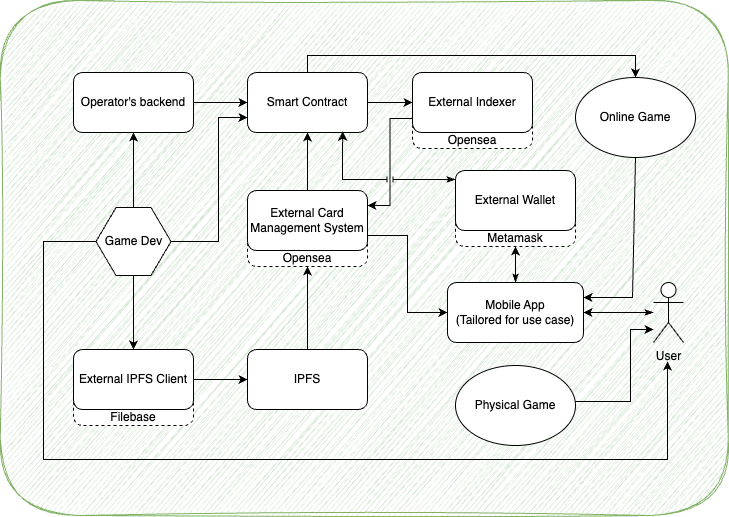 Operator's backend
Smart Contract
External Indexer
Opensea
Online Game
External Card
Management System
Opensea
External Wallet
Metamask
Game Dev
Mobile App
(Tailored for use case)
User
External IPFS Client
Filebase
IPFS
Physical Game